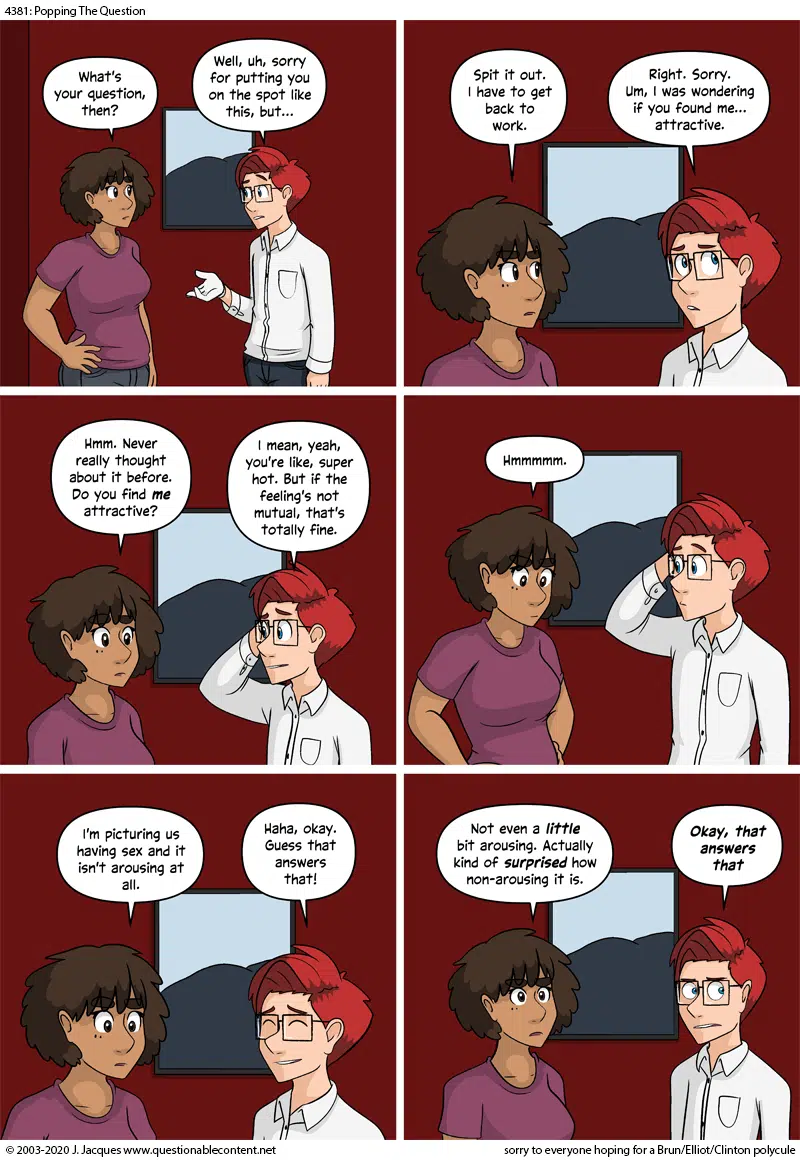 4381: Popping The Question
What's
your question,
then?
Well, uh, sorry
for putting you
on the spot like
this, but...
Spit it out.
I have to get
back to
work.
Right. Sorry.
Um, I was wondering
if you found me...
attractive.
Hmm. Never
really thought
about it before.
Do you find me
attractive?
I mean, yeah,
you're like, super
hot. But if the
feeling's not
mutual, that's
totally fine.
Hmmmmm.
I'm picturing us
having sex and it
isn't arousing at
all.
Haha, okay.
Guess that
answers
that!
Not even a little
bit arousing. Actually
kind of surprised how
non-arousing it is.
Okay, that
answers
that
© 2003-2020 J. Jacques www.questionablecontent.net
sorry to everyone hoping for a Brun/Elliot/Clinton polycule